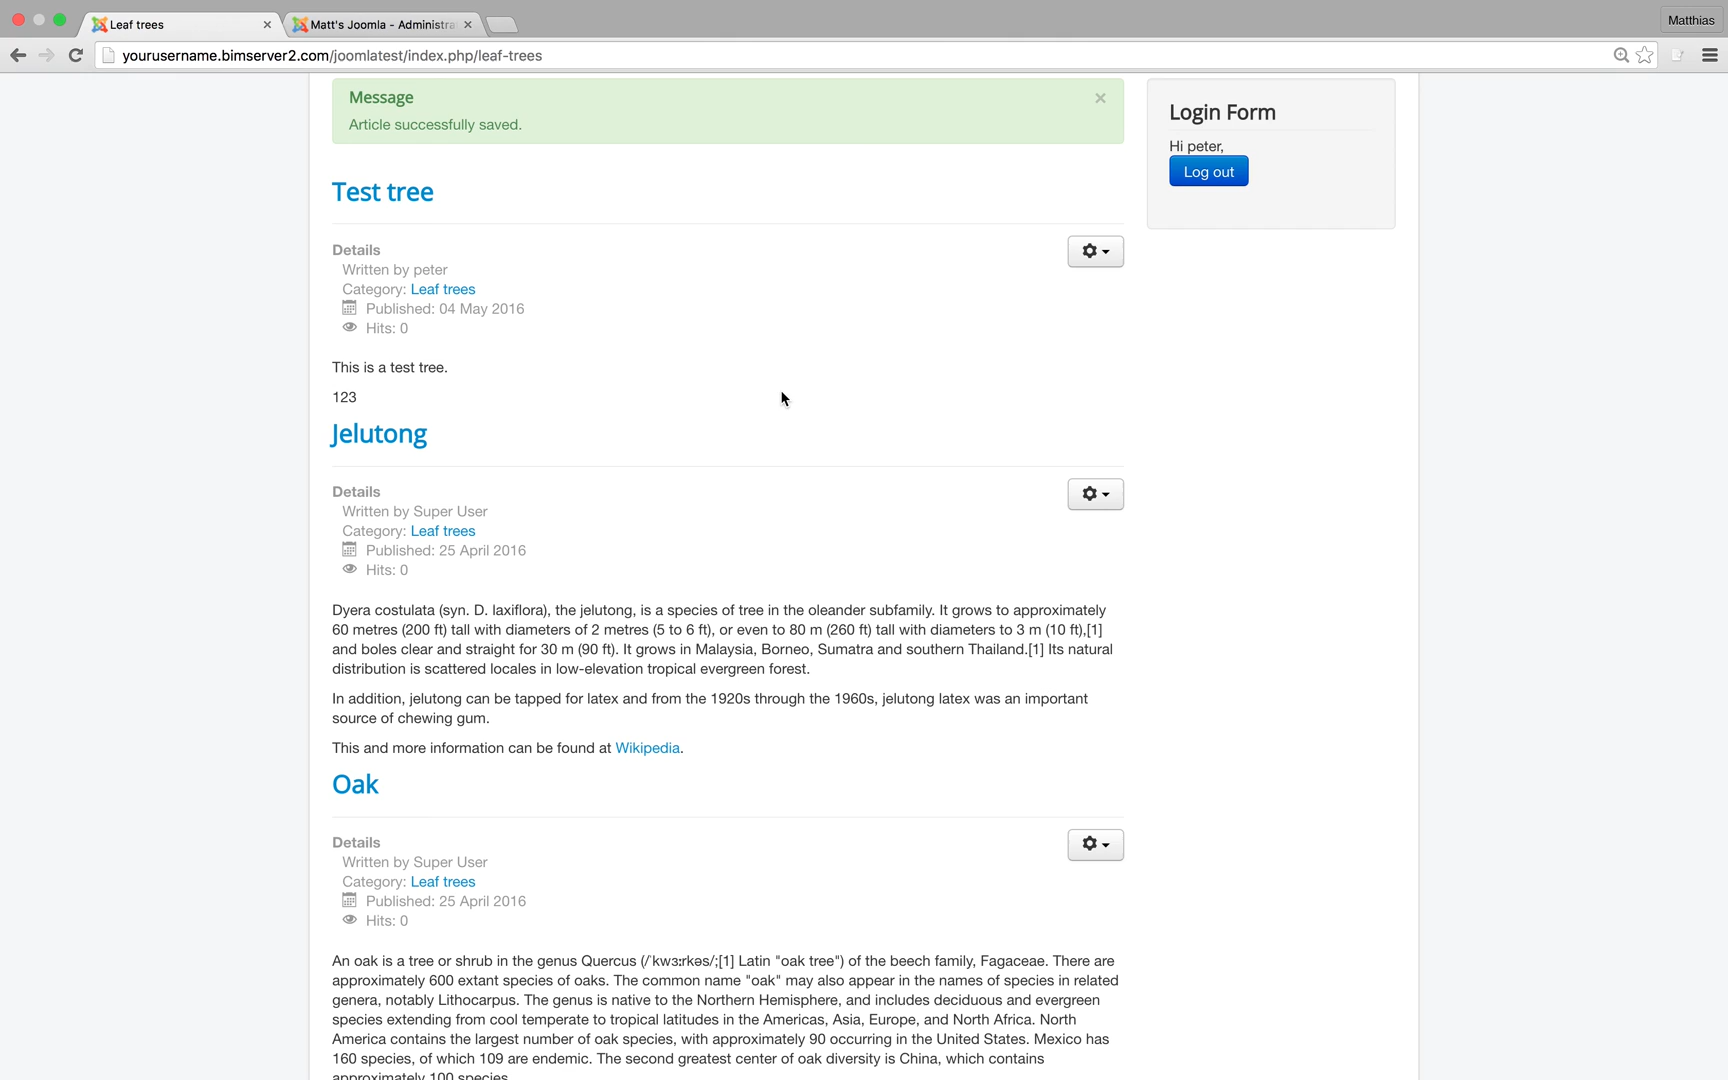 Leaf trees
Matt's Joomla - Administra
Matthias
yourusername.bimserver2.com/joomlatest/index.php/leaf-trees
Message
Article successfully saved.
Login Form
Hi peter,
Log out
Test tree
Details
Written by peter
Category: Leaf trees
Published: 04 May 2016
Hits: 0
This is a test tree.
123
Jelutong
Details
Written by Super User
Category: Leaf trees
Published: 25 April 2016
Hits: 0
Dyera costulata (syn. D. laxiflora), the jelutong, is a species of tree in the oleander subfamily. It grows to approximately
60 metres (200 ft) tall with diameters of 2 metres (5 to 6 ft), or even to 80 m (260 ft) tall with diameters to 3 m (10 ft),[1]
and boles clear and straight for 30 m (90 ft). It grows in Malaysia, Borneo, Sumatra and southern Thailand.[1] Its natural
distribution is scattered locales in low-elevation tropical evergreen forest.
In addition, jelutong can be tapped for latex and from the 1920s through the 1960s, jelutong latex was an important
source of chewing gum.
This and more information can be found at Wikipedia.
Oak
Details
Written by Super User
Category: Leaf trees
Published: 25 April 2016
Hits: 0
An oak is a tree or shrub in the genus Quercus (/ˈkwɜːrkəs/;[1] Latin "oak tree") of the beech family, Fagaceae. There are
approximately 600 extant species of oaks. The common name "oak" may also appear in the names of species in related
genera, notably Lithocarpus. The genus is native to the Northern Hemisphere, and includes deciduous and evergreen
species extending from cool temperate to tropical latitudes in the Americas, Asia, Europe, and North Africa. North
America contains the largest number of oak species, with approximately 90 occurring in the United States. Mexico has
160 species, of which 109 are endemic. The second greatest center of oak diversity is China, which contains
approximately 100 species.